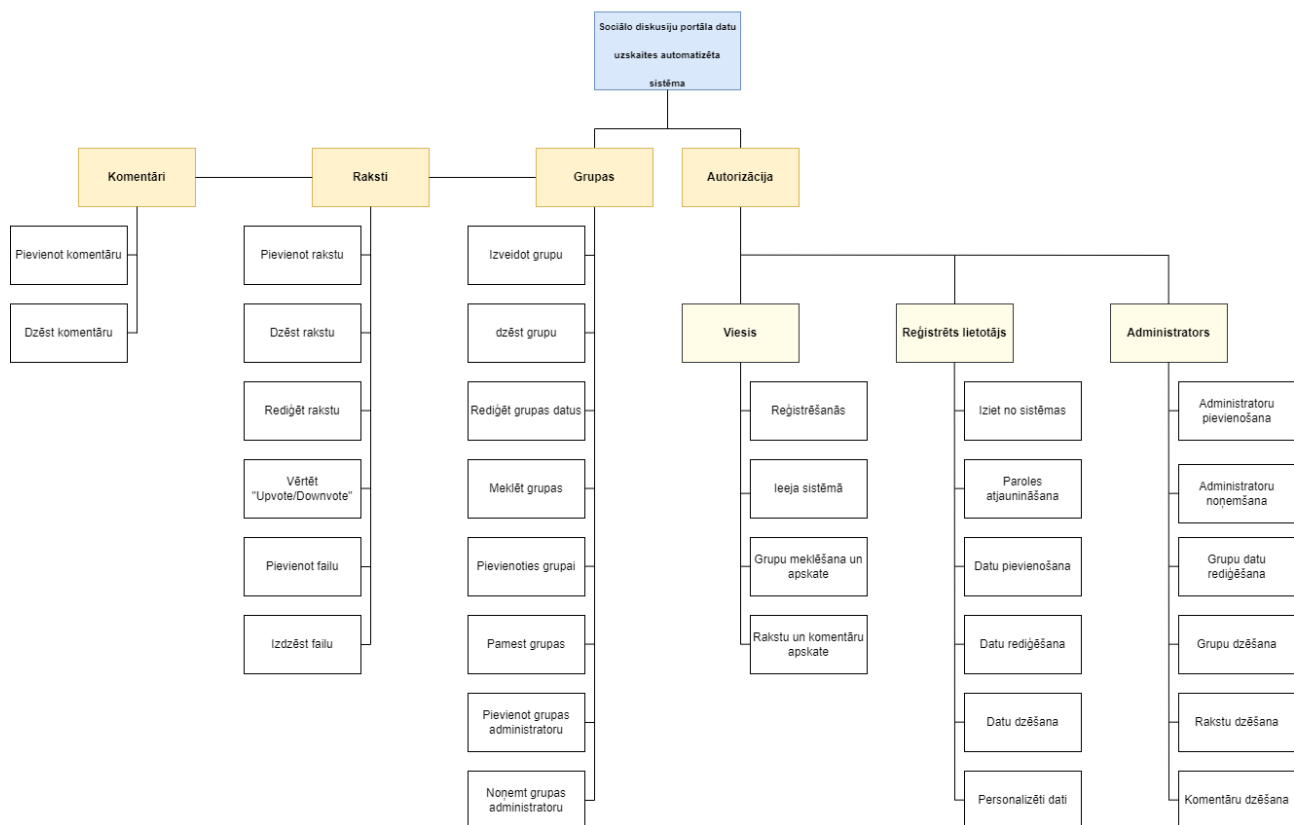 Sociālo diskusiju portāla datu
uzskaites automatizēta
sistēma
Komentāri
Raksti
Grupas
Autorizācija
Pievienot komentāru
Dzēst komentāru
Pievienot rakstu
Dzēst rakstu
Rediģēt rakstu
Vērtēt
"Upvote/Downvote"
Pievienot failu
Izdzēst failu
Izveidot grupu
dzēst grupu
Rediģēt grupas datus
Meklēt grupas
Pievienoties grupai
Pamest grupas
Pievienot grupas
administratoru
Noņemt grupas
administratoru
Viesis
Reģistrēšanās
Ieeja sistēmā
Grupu meklēšana un
apskate
Rakstu un komentāru
apskate
Reģistrēts lietotājs
Iziet no sistēmas
Paroles
atjaunināšana
Datu pievienošana
Datu rediģēšana
Datu dzēšana
Personalizēti dati
Administrators
Administratoru
pievienošana
Administratoru
noņemšana
Grupu datu
rediģēšana
Grupu dzēšana
Rakstu dzēšana
Komentāru dzēšana